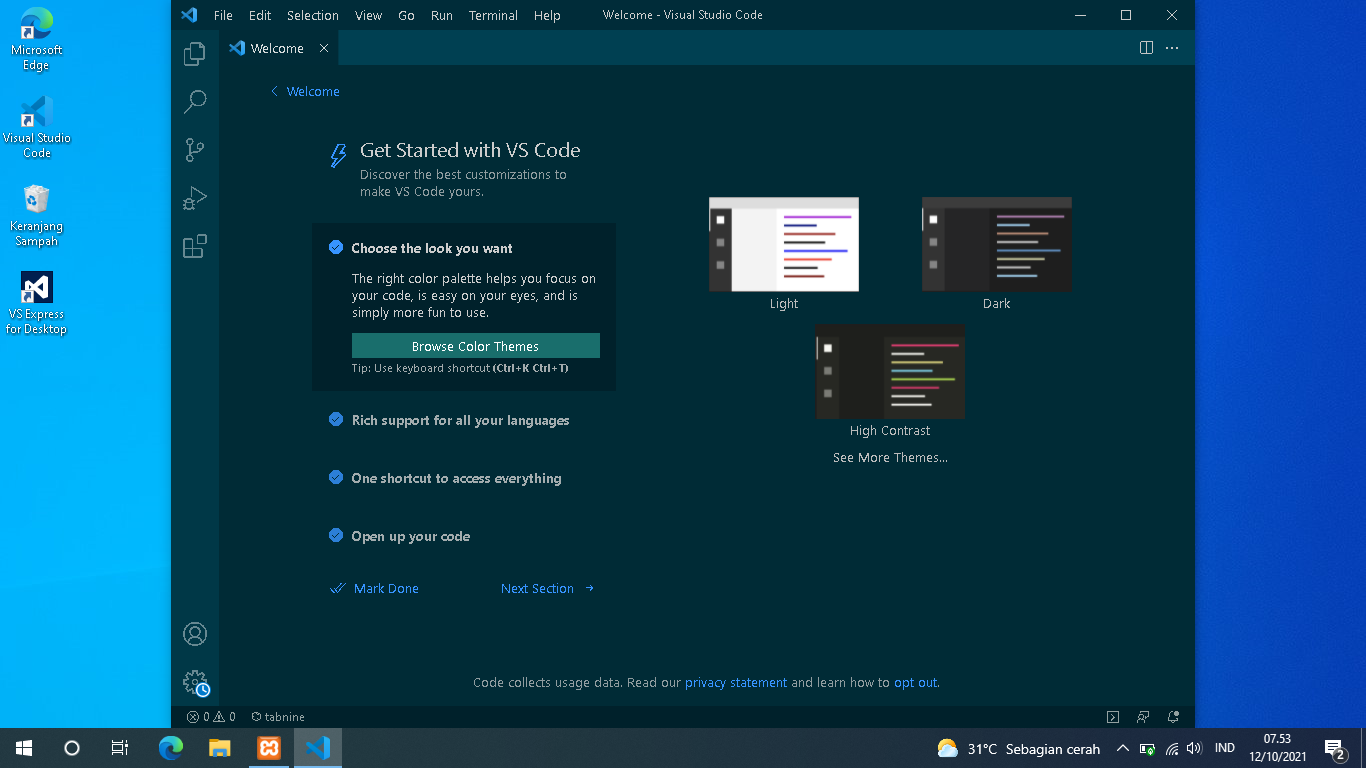 Microsoft
Edge
Visual Studio
Code
Keranjang
Sampah
VS Express
for Desktop
File Edit Selection View Go Run Terminal Help Welcome - Visual Studio Code
Welcome
Welcome
Get Started with VS Code
Discover the best customizations to
make VS Code yours.
Choose the look you want
The right color palette helps you focus on
your code, is easy on your eyes, and is
simply more fun to use.
Browse Color Themes
Tip: Use keyboard shortcut (Ctrl+K Ctrl+T)
Rich support for all your languages
One shortcut to access everything
Open up your code
Mark Done Next Section
Light Dark
High Contrast
See More Themes...
Code collects usage data. Read our privacy statement and learn how to opt out.
0 0 tabnine
31°C Sebagian cerah IND 07.53
12/10/2021 2